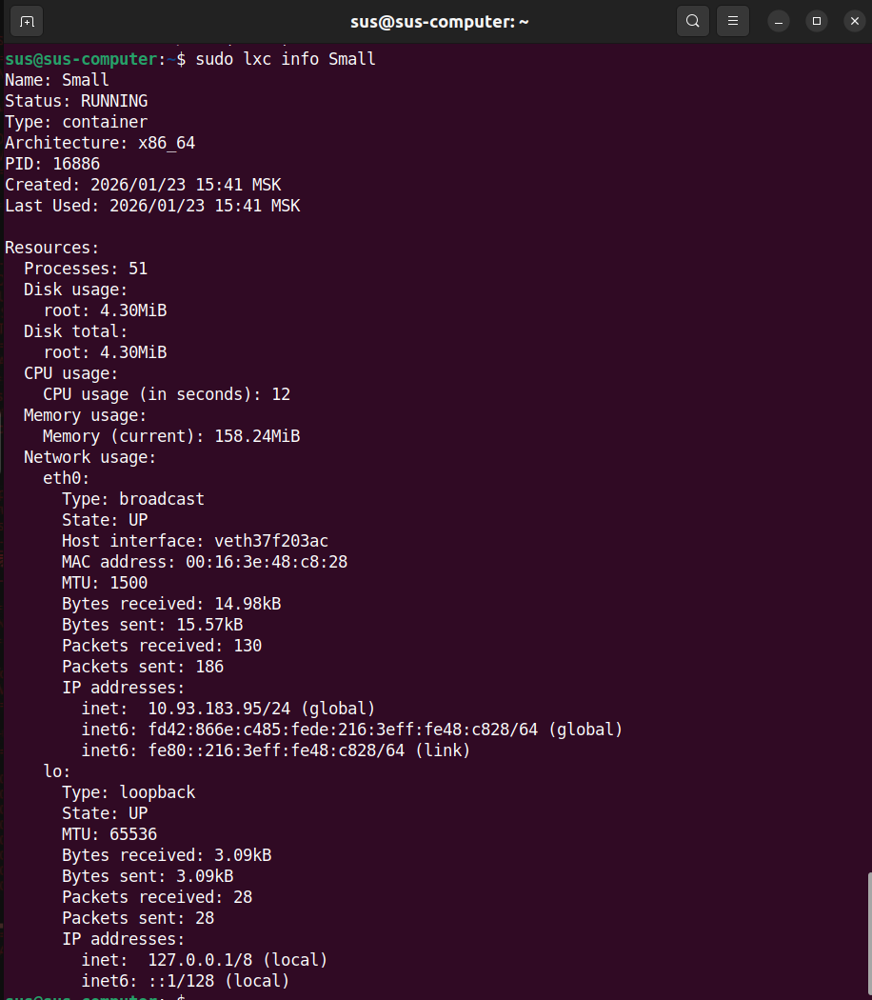 sus@sus-computer: ~
sus@sus-computer:~$ sudo lxc info Small
Name: Small
Status: RUNNING
Type: container
Architecture: x86_64
PID: 16886
Created: 2026/01/23 15:41 MSK
Last Used: 2026/01/23 15:41 MSK
Resources:
Processes: 51
Disk usage:
root: 4.30MiB
Disk total:
root: 4.30MiB
CPU usage:
CPU usage (in seconds): 12
Memory usage:
Memory (current): 158.24MiB
Network usage:
eth0:
Type: broadcast
State: UP
Host interface: veth37f203ac
MAC address: 00:16:3e:48:c8:28
MTU: 1500
Bytes received: 14.98kB
Bytes sent: 15.57kB
Packets received: 130
Packets sent: 186
IP addresses:
inet:  10.93.183.95/24 (global)
inet6: fd42:866e:c485:fede:216:3eff:fe48:c828/64 (global)
inet6: fe80::216:3eff:fe48:c828/64 (link)
lo:
Type: loopback
State: UP
MTU: 65536
Bytes received: 3.09kB
Bytes sent: 3.09kB
Packets received: 28
Packets sent: 28
IP addresses:
inet:  127.0.0.1/8 (local)
inet6: ::1/128 (local)